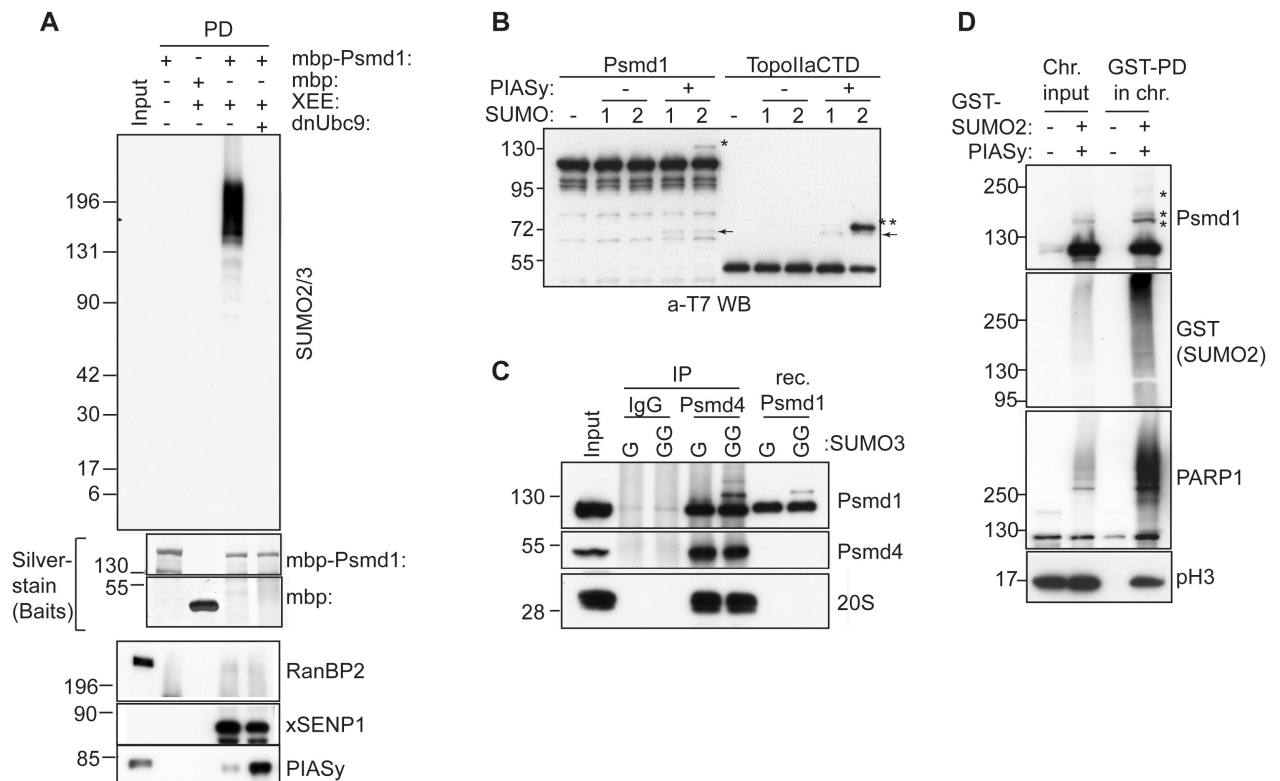 A
PD
Input
+ - + + mbp-Psmd1:
- + - - mbp:
- + + + XEE:
- - - + dnUbc9:
196
131
90
42
30
17
6
SUMO2/3
Silver-
stain
(Baits)
130
mbp-Psmd1:
55
mbp:
196
RanBP2
90
xSENP1
85
PIASy
B
Psmd1 TopoIIaCTD
PIASy: - + - +
SUMO: - 1 2 1 2 - 1 2 1 2
130
95
72
55
*
**
a-T7 WB
C
IP rec.
IgG Psmd4 Psmd1
Input G GG G GG G GG :SUMO3
130 Psmd1
55 Psmd4
28 20S
D
Chr. GST-PD
input in chr.
GST-
SUMO2: - + - +
PIASy: - + - +
250
130
*
*
*
Psmd1
250
130
95
GST
(SUMO2)
250
130
PARP1
17 pH3